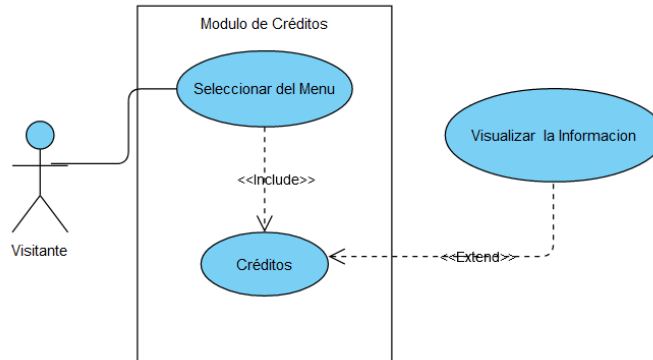 Modulo de Créditos
Seleccionar del Menu
Visualizar la Informacion
<<Include>>
Visitante
Créditos
<<Extend>>